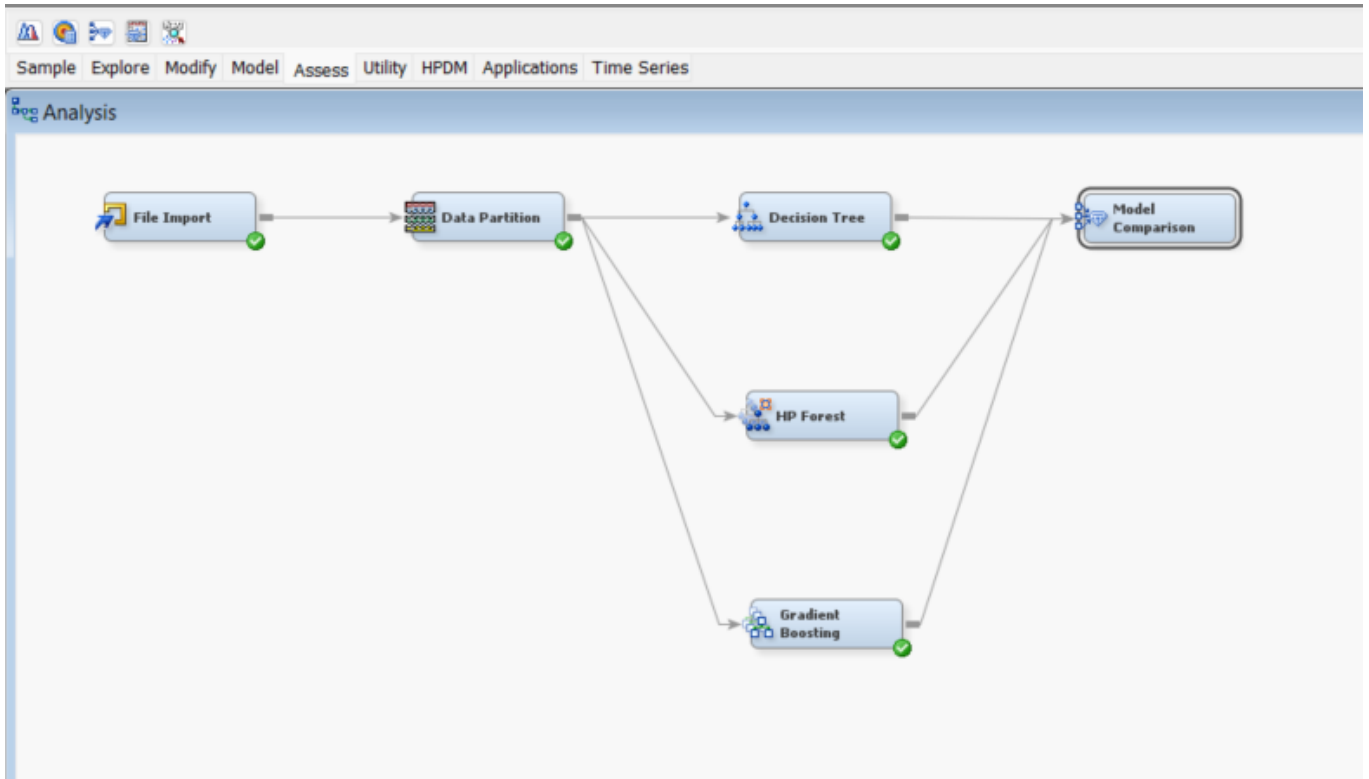 Sample Explore Modify Model Assess Utility HPDM Applications Time Series
Analysis
File Import
Data Partition
Decision Tree
Model
Comparison
HP Forest
Gradient
Boosting